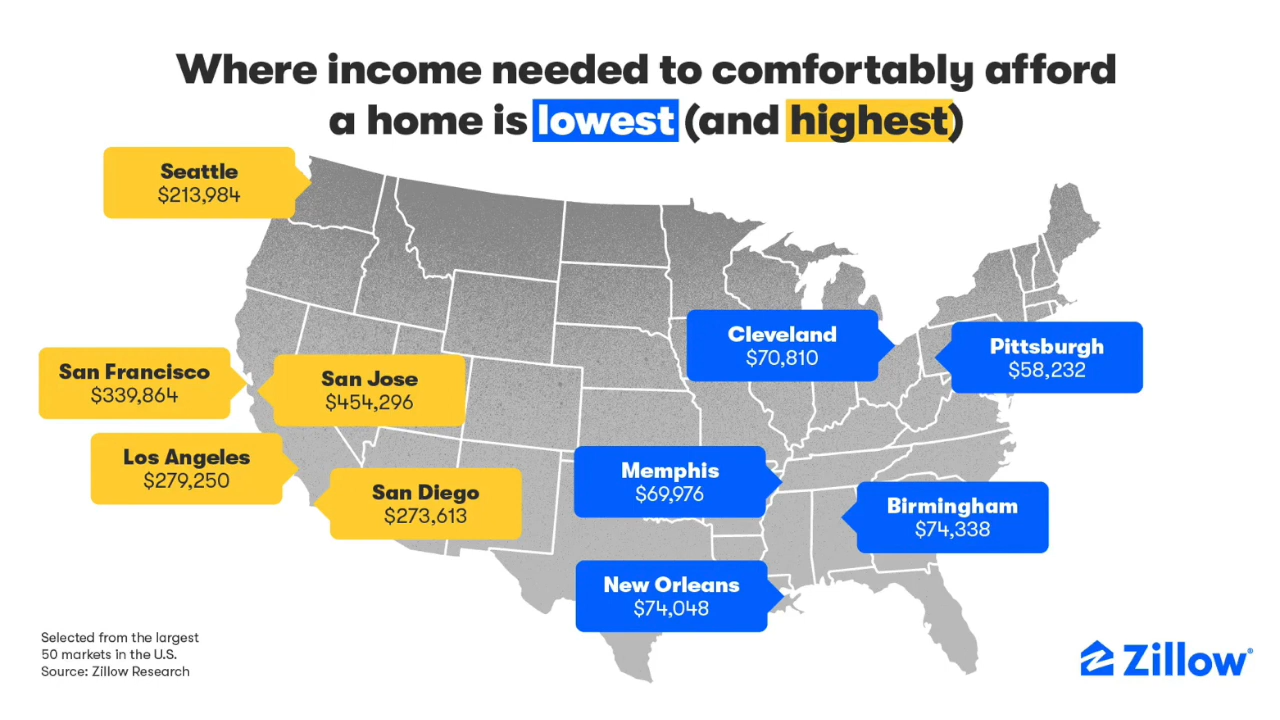 Where income needed to comfortably afford
a home is lowest (and highest)
Seattle
$213,984
San Francisco
$339,864
San Jose
$454,296
Los Angeles
$279,250
San Diego
$273,613
Cleveland
$70,810
Pittsburgh
$58,232
Memphis
$69,976
Birmingham
$74,338
New Orleans
$74,048
Selected from the largest
50 markets in the U.S.
Source: Zillow Research
Zillow®